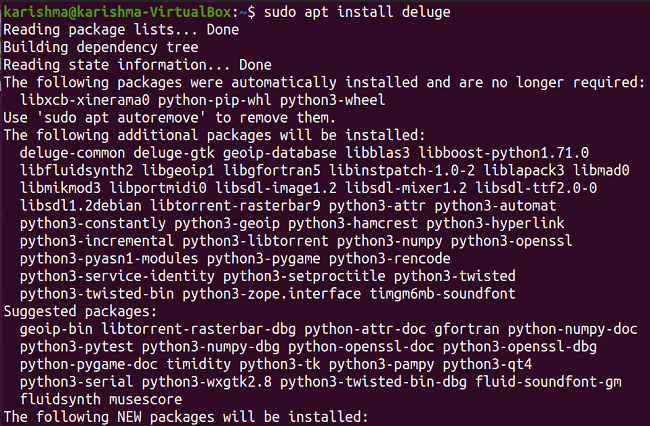 karishma@karishma-VirtualBox:~$ sudo apt install deluge
Reading package lists... Done
Building dependency tree
Reading state information... Done
The following packages were automatically installed and are no longer required:
  libxcb-xinerama0 python-pip-whl python3-wheel
Use 'sudo apt autoremove' to remove them.
The following additional packages will be installed:
  deluge-common deluge-gtk geoip-database libblas3 libboost-python1.71.0
  libfluidsynth2 libgeoip1 libgfortran5 libinstpatch-1.0-2 liblapack3 libmad0
  libmikmod3 libportmidi0 libsdl-image1.2 libsdl-mixer1.2 libsdl-ttf2.0-0
  libsdl1.2debian libtorrent-rasterbar9 python3-attr python3-automat
  python3-constantly python3-geoip python3-hamcrest python3-hyperlink
  python3-incremental python3-libtorrent python3-numpy python3-openssl
  python3-pyasn1-modules python3-pygame python3-rencode
  python3-service-identity python3-setproctitle python3-twisted
  python3-twisted-bin python3-zope.interface timgm6mb-soundfont
Suggested packages:
  geoip-bin libtorrent-rasterbar-dbg python-attr-doc gfortran python-numpy-doc
  python3-pytest python3-numpy-dbg python-openssl-doc python3-openssl-dbg
  python-pygame-doc timidity python3-tk python3-pampy python3-qt4
  python3-serial python3-wxgtk2.8 python3-twisted-bin-dbg fluid-soundfont-gm
  fluidsynth musescore
The following NEW packages will be installed: